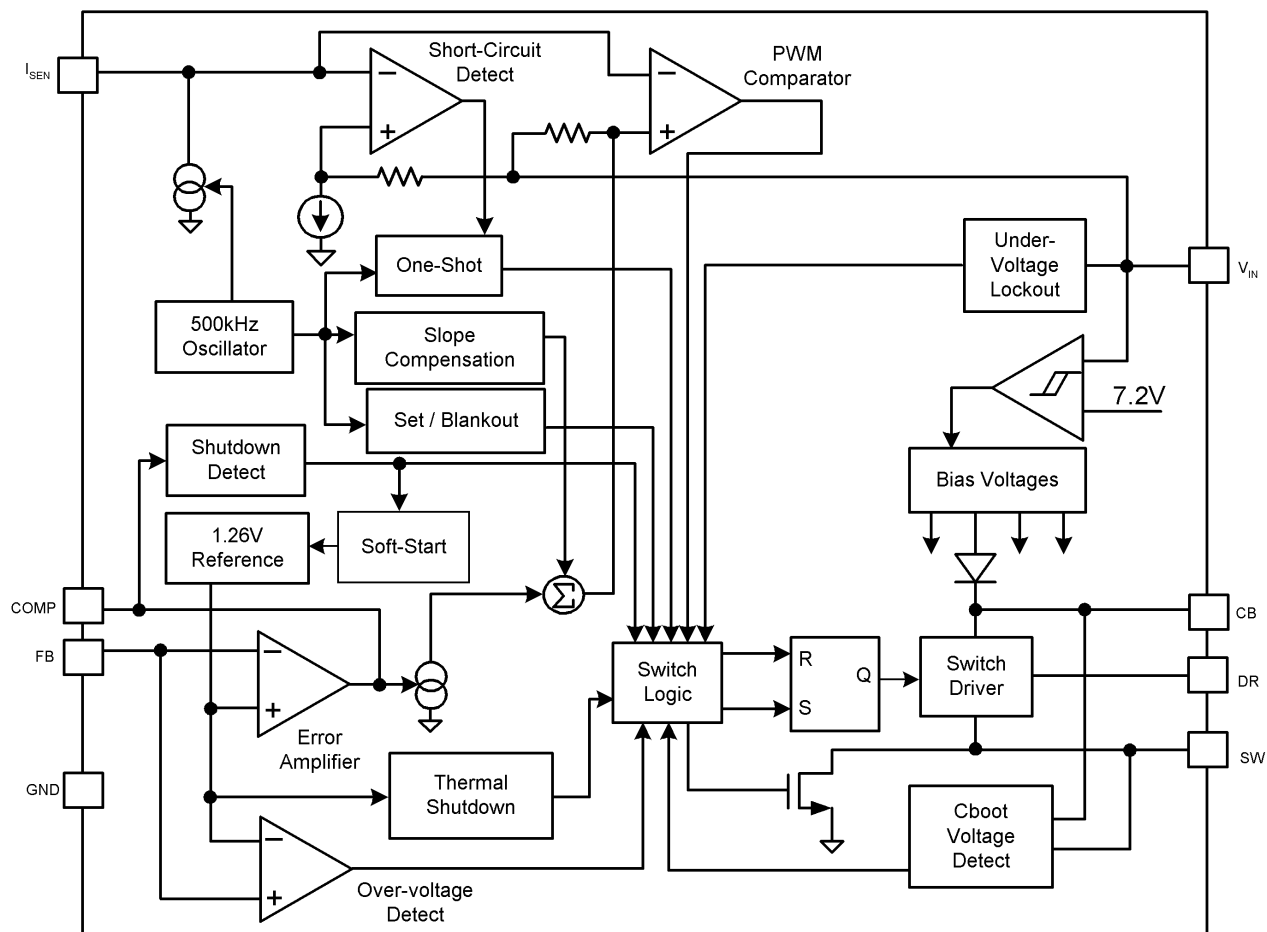 Short-Circuit
Detect
PWM
Comparator
ISEN
−
+
−
+
Under-
Voltage
Lockout
VIN
One-Shot
500kHz
Oscillator
Slope
Compensation
7.2V
Set / Blankout
Shutdown
Detect
Bias Voltages
1.26V
Reference
Soft-Start
Σ
COMP
CB
FB
−
+
Error
Amplifier
Switch
Logic
R
S
Q
Switch
Driver
DR
SW
GND
Thermal
Shutdown
Cboot
Voltage
Detect
−
+
Over-voltage
Detect